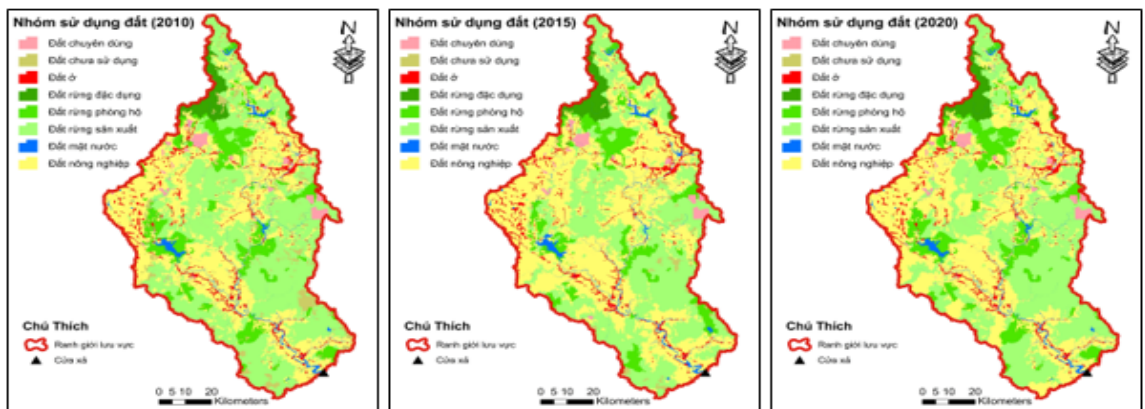 Nhóm sử dụng đất (2010)
N
Đất chuyên dùng
Đất chưa sử dụng
Đất ở
Đất rừng đặc dụng
Đất rừng phòng hộ
Đất rừng sản xuất
Đất mặt nước
Đất nông nghiệp
Chú Thích
Ranh giới lưu vực
Cửa xả
0 5 10 20
Kilometers
Nhóm sử dụng đất (2015)
N
Đất chuyên dùng
Đất chưa sử dụng
Đất ở
Đất rừng đặc dụng
Đất rừng phòng hộ
Đất rừng sản xuất
Đất mặt nước
Đất nông nghiệp
Chú Thích
Ranh giới lưu vực
Cửa xả
0 5 10 20
Kilometers
Nhóm sử dụng đất (2020)
N
Đất chuyên dùng
Đất chưa sử dụng
Đất ở
Đất rừng đặc dụng
Đất rừng phòng hộ
Đất rừng sản xuất
Đất mặt nước
Đất nông nghiệp
Chú Thích
Ranh giới lưu vực
Cửa xả
0 5 10 20
Kilometers